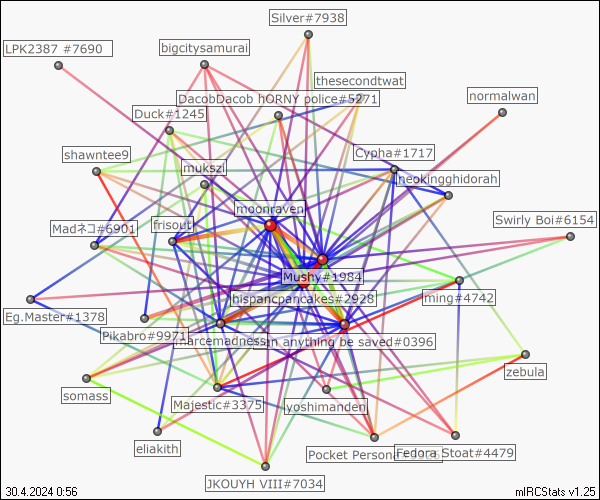 Silver#7938
LPK2387 #7690
bigcitysamurai
thesecondtwat
DacobDacob hORNY police#5271
normalwan
Duck#1245
shawntee9
Cypha#1717
mukszi
neokingghidorah
moonraven
Madネコ#6901
frisout
Swirly Boi#6154
Mushy#1984
hispancpancakes#2928
ming#4742
Eg.Master#1378
Pikabro#9971
narcemadness
an anything be saved#0396
zebula
somass
Majestic#3375
yoshimanden
eliakith
Pocket Person
Fedora Stoat#4479
JKOUYH VIII#7034
30.4.2024 0:56
mIRCStats v1.25